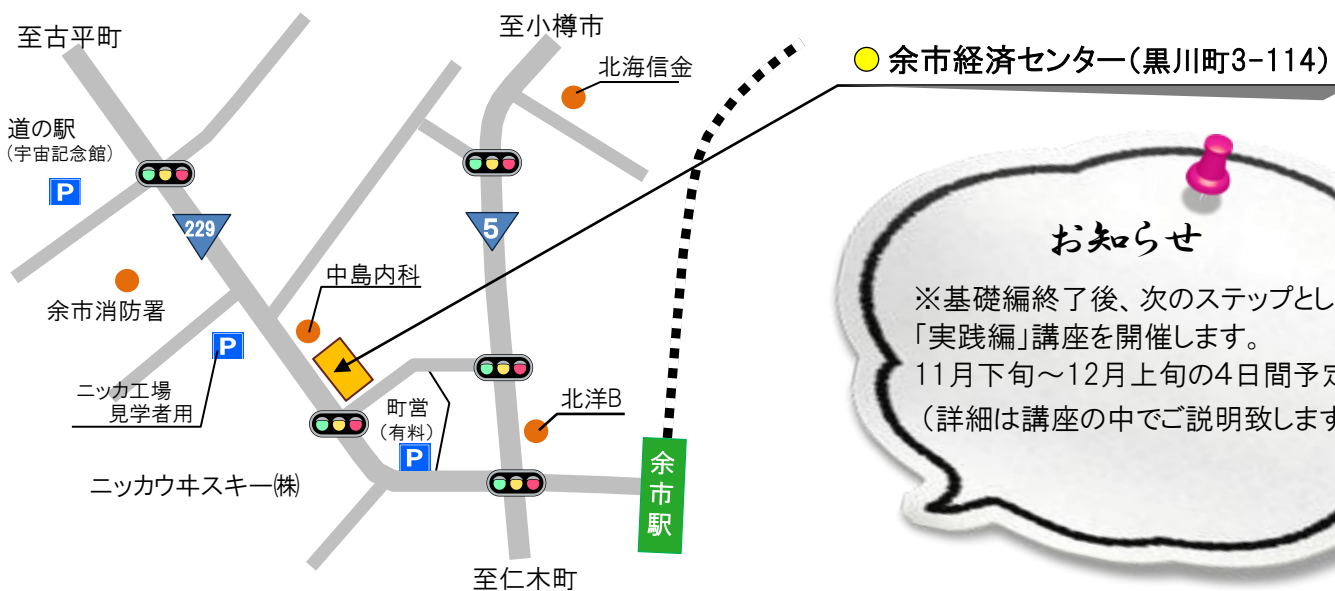 至古平町
至小樽市
北海信金
余市経済センター(黒川町3-114)
道の駅
(宇宙記念館)
P
229
5
お知らせ
余市消防署
中島内科
※基礎編終了後、次のステップとし
「実践編」講座を開催します。
11月下旬～12月上旬の4日間予定
(詳細は講座の中でご説明致します
P
ニッカ工場
見学者用
町営
(有料)
P
北洋B
ニッカウヰスキー㈱
余市駅
至仁木町